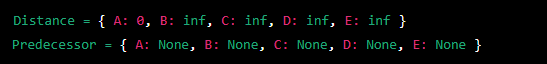 Distance = { A: 0, B: inf, C: inf, D: inf, E: inf }
Predecessor = { A: None, B: None, C: None, D: None, E: None }